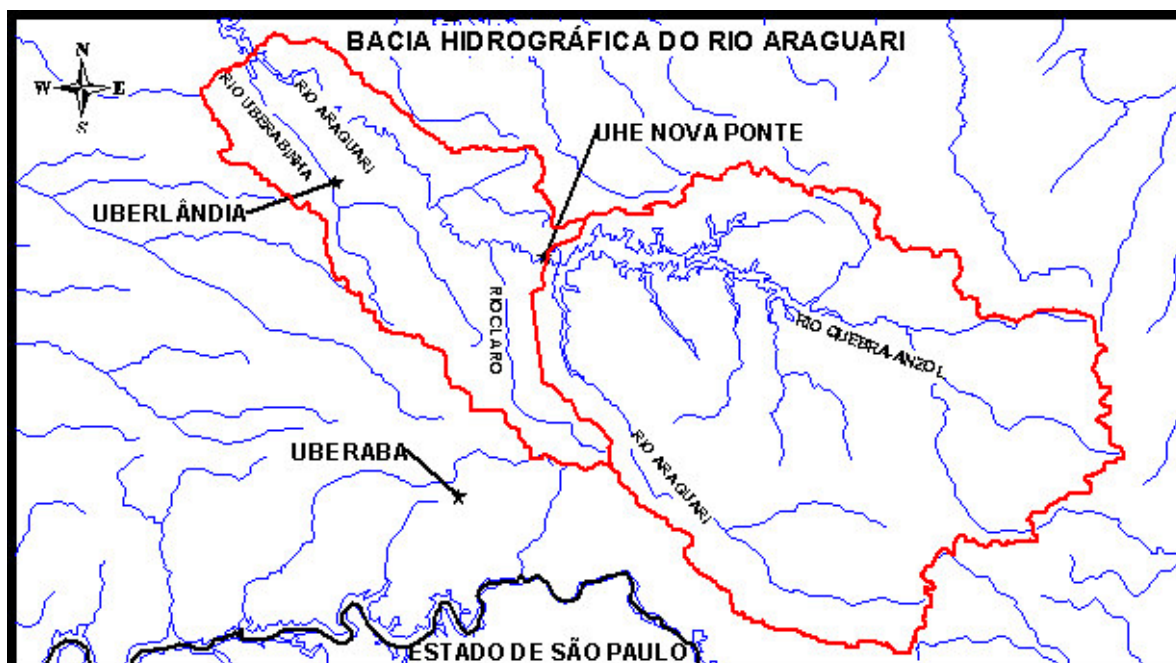 BACIA HIDROGRÁFICA DO RIO ARAGUARI
N
W E
S
RIO UBERABINHA
RIO ARAGUARI
UHE NOVA PONTE
UBERLÂNDIA
RIO CLARO
RIO QUEBRA-ANZOL
UBERABA
RIO ARAGUARI
ESTADO DE SÃO PAULO